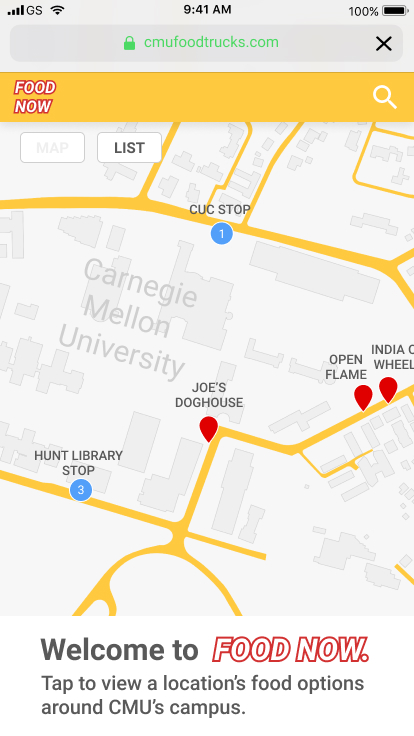 GS 9:41 AM 100%
cmufoodtrucks.com
FOOD
NOW
MAP LIST
CUC STOP
1
Carnegie
Mellon
University
INDIA O
WHEEL
OPEN
FLAME
JOE'S
DOGHOUSE
HUNT LIBRARY
STOP
3
Welcome to FOOD NOW.
Tap to view a location's food options
around CMU's campus.